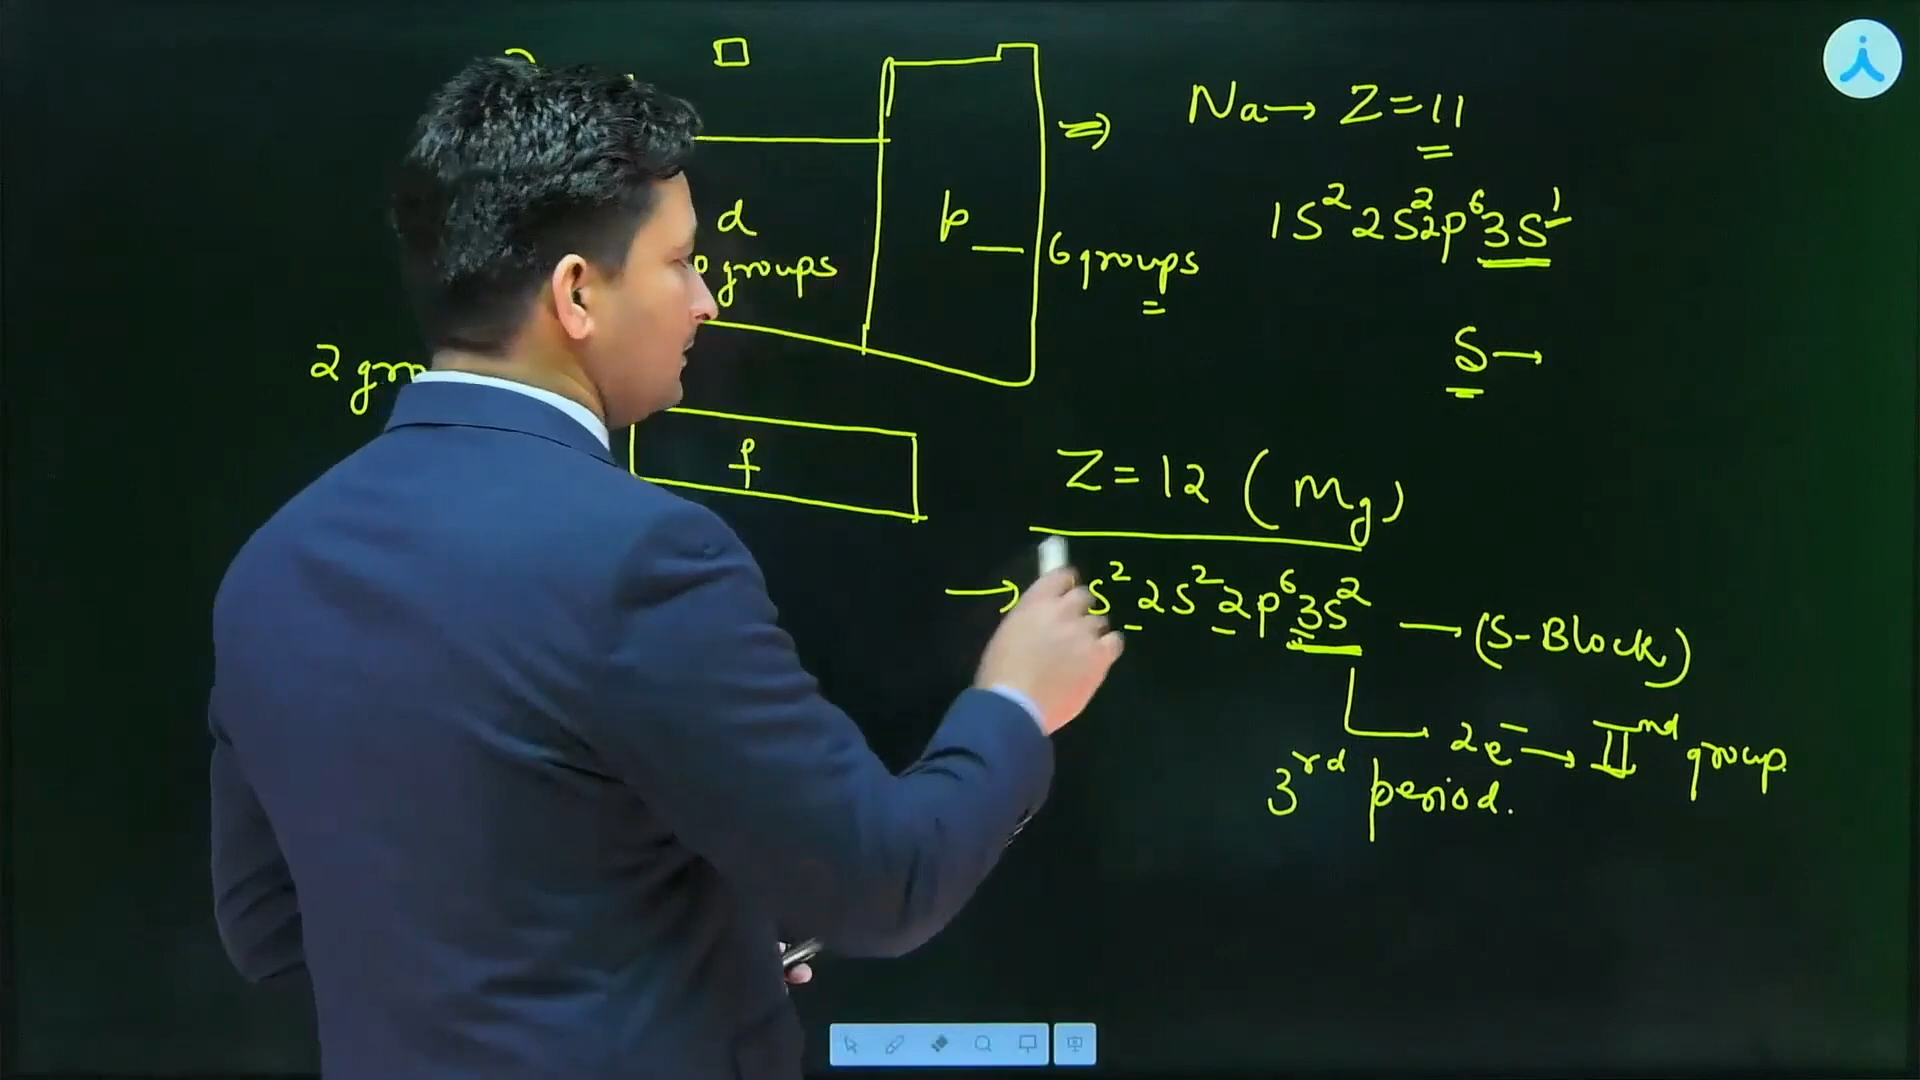 Na → Z = 11
1S² 2S² 2p⁶ 3S¹
d
groups
p
6 groups
S →
2
f
Z = 12 (Mg)
→ S² 2S² 2p⁶ 3S² — (S-Block)
2e⁻ → IIⁿᵈ group.
3ʳᵈ period.